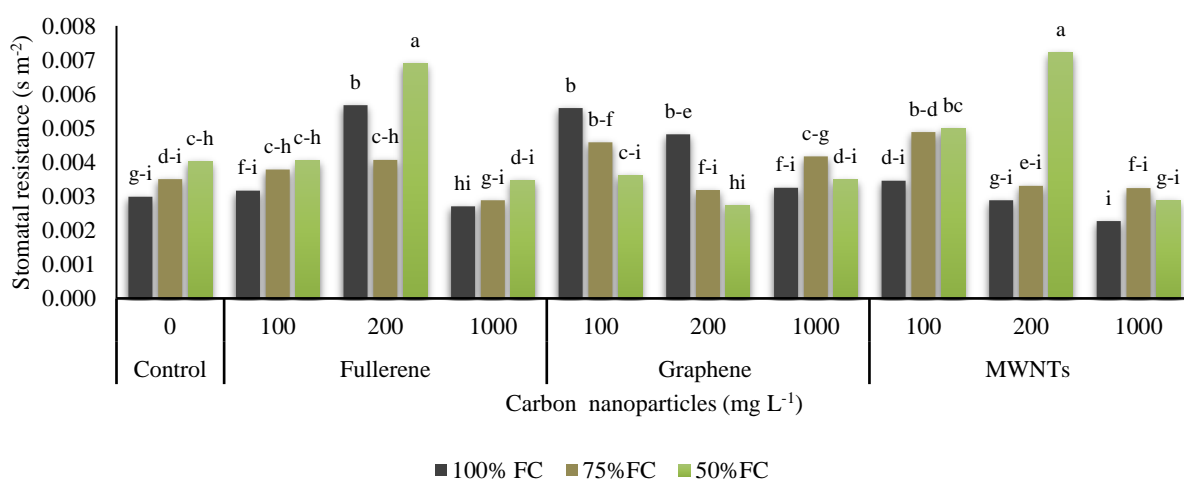 Stomatal resistance (s m⁻²)
0.008
0.007
0.006
0.005
0.004
0.003
0.002
0.001
0.000
g-i d-i c-h f-i c-h c-h b c-h a hi g-i d-i b b-f c-i b-e f-i hi f-i c-g d-i d-i b-d bc g-i e-i a i f-i g-i
0 100 200 1000 100 200 1000 100 200 1000
Control Fullerene Graphene MWNTs
Carbon nanoparticles (mg L⁻¹)
100% FC 75%FC 50%FC